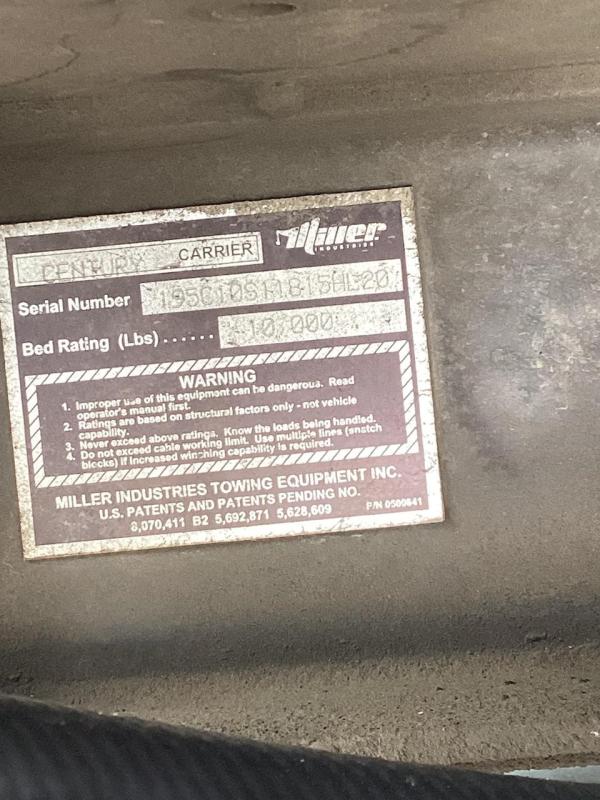 CENTURY CARRIER
Miller
INDUSTRIES
Serial Number
Bed Rating (Lbs)...... 10,000
WARNING
1. Improper use of this equipment can be dangerous. Read
operator's manual first.
2. Ratings are based on structural factors only - not vehicle
capability.
3. Never exceed above ratings. Know the loads being handled.
4. Do not exceed cable working limit. Use multiple lines (snatch
blocks) if increased winching capability is required.
MILLER INDUSTRIES TOWING EQUIPMENT INC.
U.S. PATENTS AND PATENTS PENDING NO.
8,070,411 B2 5,692,871 5,628,609 P/N 0500641